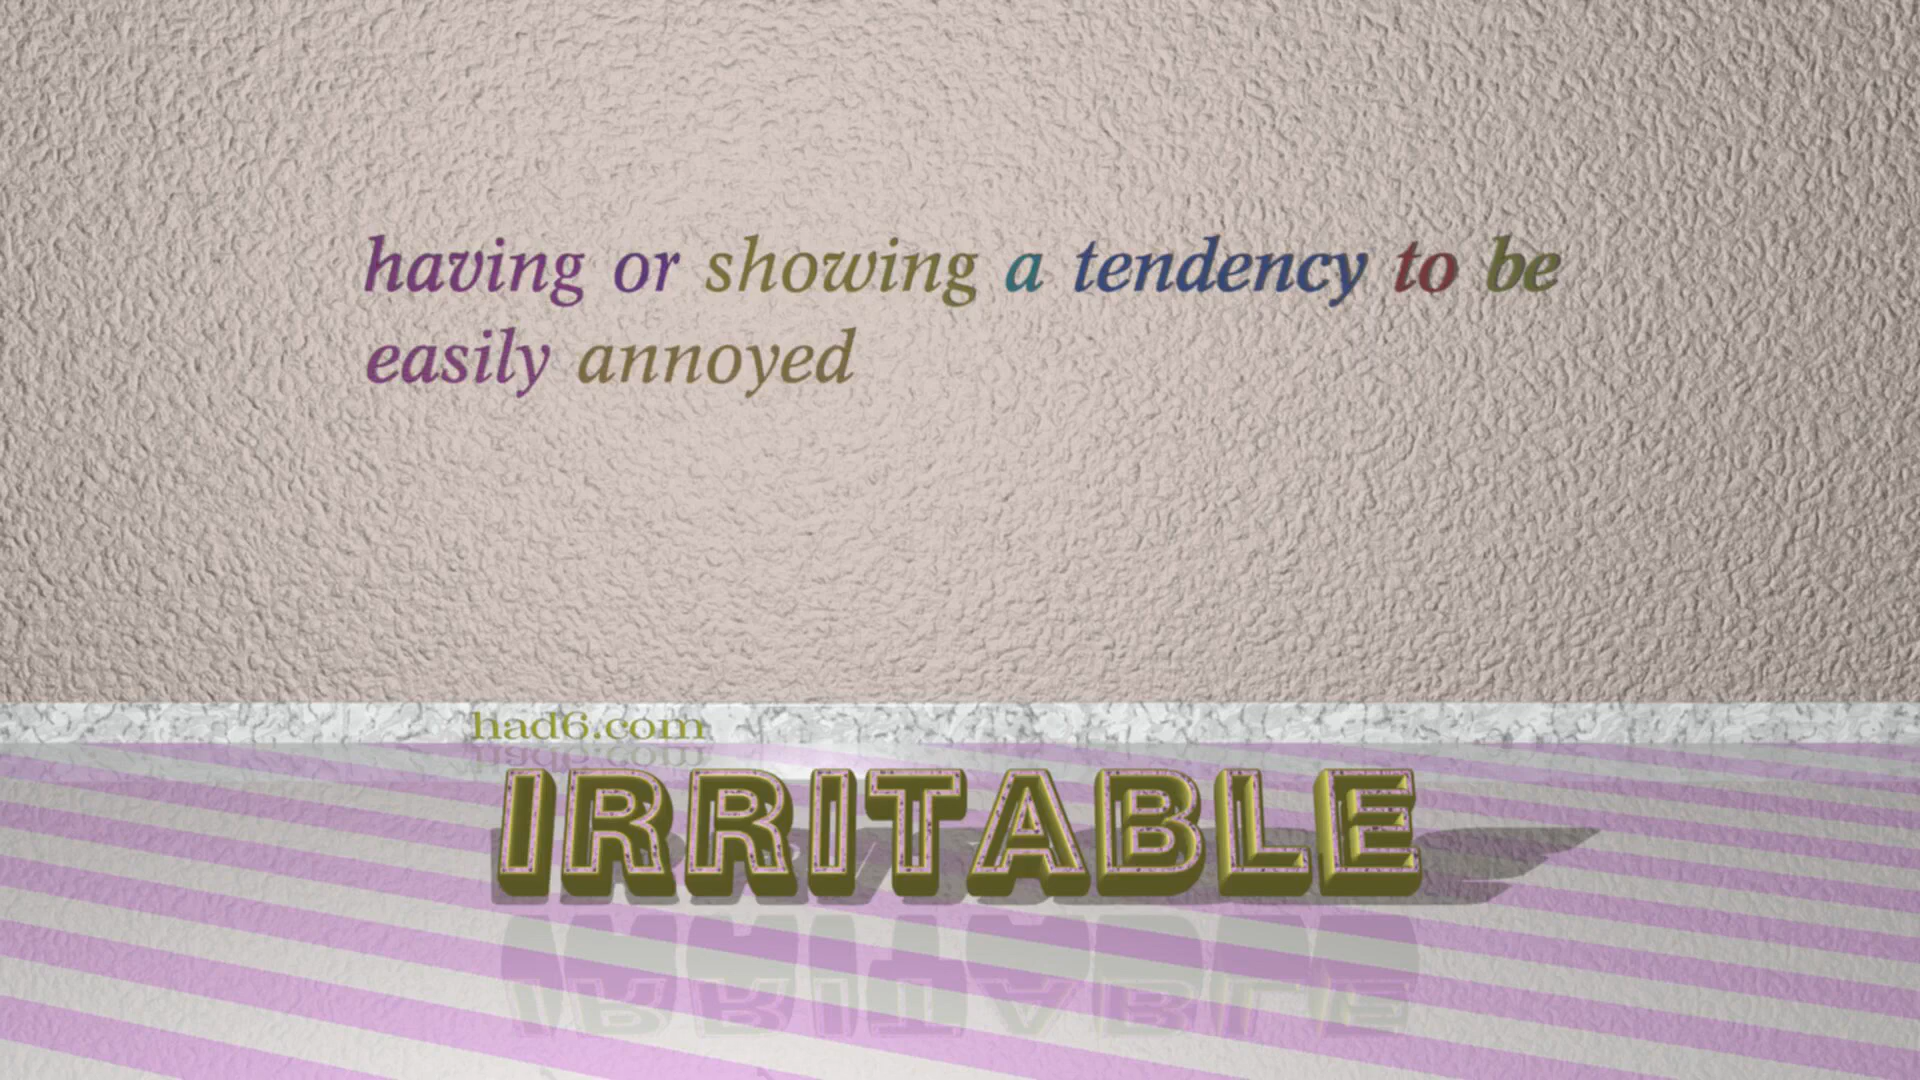 having or showing a tendency to be
easily annoyed
had6.com
IRRITABLE